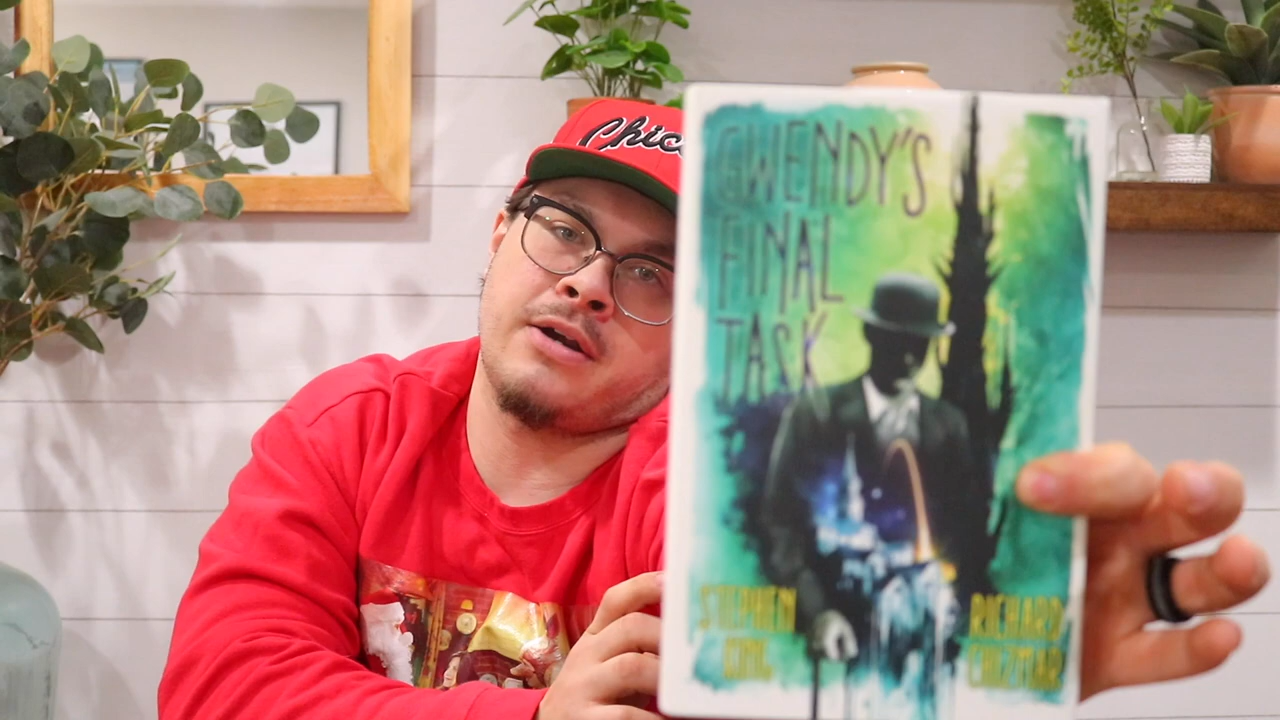 Chic
GWENDY'S
FINAL
TASK
STEPHEN
KING
RICHARD
CHIZMAR